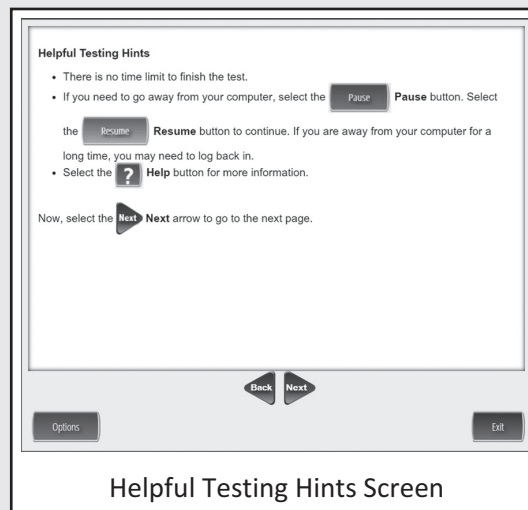 Helpful Testing Hints
• There is no time limit to finish the test.
• If you need to go away from your computer, select the Pause Pause button. Select
the Resume Resume button to continue. If you are away from your computer for a
long time, you may need to log back in.
• Select the ? Help button for more information.
Now, select the Next Next arrow to go to the next page.
Back Next
Options Exit
Helpful Testing Hints Screen